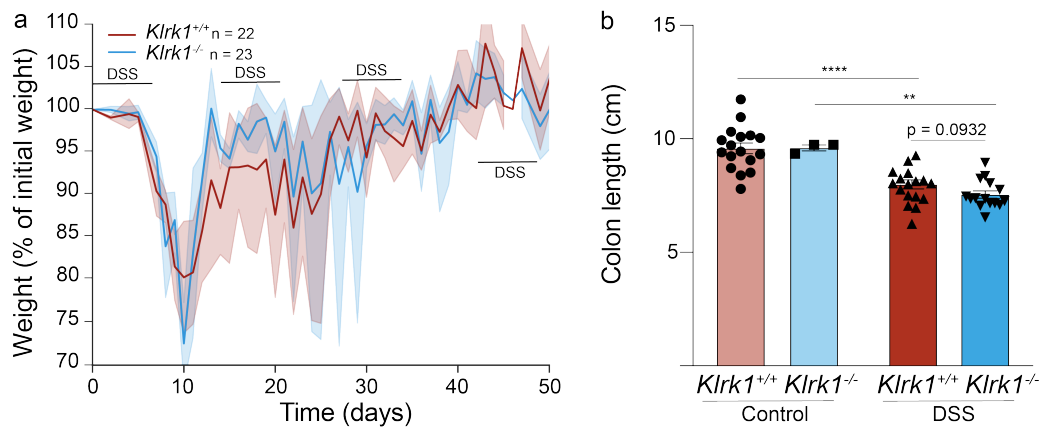 a
Weight (% of initial weight)
110
105
100
95
90
85
80
75
70
Klrk1+/+ n = 22
Klrk1-/- n = 23
DSS
DSS
DSS
DSS
0
10
20
30
40
50
Time (days)
b
Colon length (cm)
15
10
5
****
**
p = 0.0932
Klrk1+/+ Klrk1-/- Klrk1+/+ Klrk1-/-
Control DSS